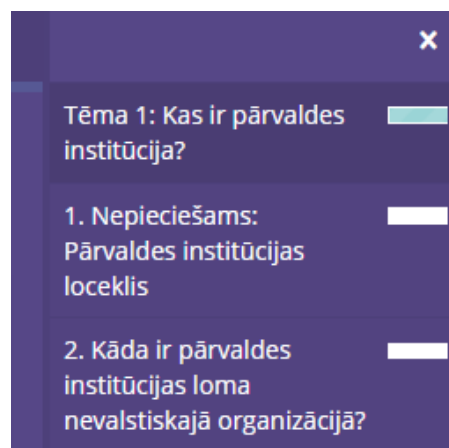 ×
Tēma 1: Kas ir pārvaldes
institūcija?
1. Nepieciešams:
Pārvaldes institūcijas
loceklis
2. Kāda ir pārvaldes
institūcijas loma
nevalstiskajā organizācijā?